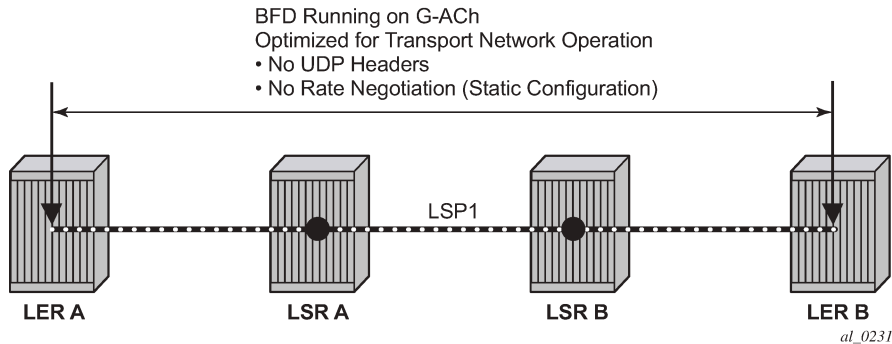 BFD Running on G-ACh
Optimized for Transport Network Operation
• No UDP Headers
• No Rate Negotiation (Static Configuration)
LSP1
LER A
LSR A
LSR B
LER B
al_0231